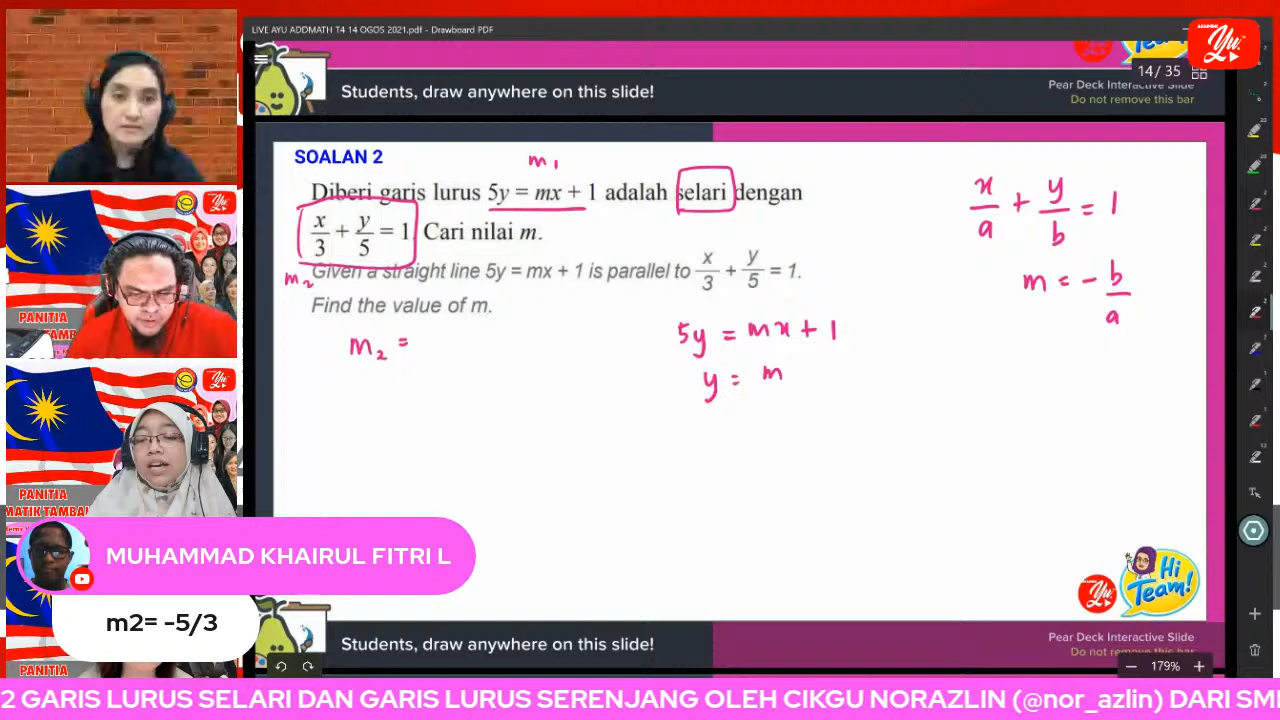 LIVE AYU ADDMATH T4 14 OGOS 2021.pdf - Drawboard PDF
14 / 35
Students, draw anywhere on this slide!
Pear Deck Interactive Slide
Do not remove this bar
SOALAN 2
m₁
Diberi garis lurus 5y = mx + 1 adalah selari dengan
x/3 + y/5 = 1. Cari nilai m.
m₂
Given a straight line 5y = mx + 1 is parallel to x/3 + y/5 = 1.
Find the value of m.
m₂ =
5y = mx + 1
y = m
x/a + y/b = 1
m = - b/a
Hi Team!
Students, draw anywhere on this slide!
Pear Deck Interactive Slide
Do not remove this bar
179%
PANITIA
PANITIA
MATIK TAMBA
MUHAMMAD KHAIRUL FITRI L
m2= -5/3
2 GARIS LURUS SELARI DAN GARIS LURUS SERENJANG OLEH CIKGU NORAZLIN (@nor_azlin) DARI SM